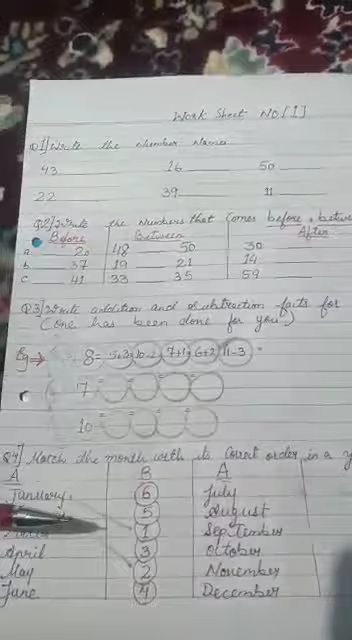 Work Sheet No.[1]
Q1] Write the Number Names
43 16 50
22 39 11
Q2] Write the Numbers that comes before, betwe
Before Between After
a 20 48 50 30
b 37 19 21 14
c 41 33 35 59
Q3] Write addition and subtraction facts for
(One has been done for you)
Eg → 8 = 5+3 = 10-2 = 7+1 = 6+2 = 11-3
17 = = = =
10 = = = =
Q4] Match the month with its correct order in a y
A B A
January 6 July
5 August
1 September
April 3 October
May 2 November
June 4 December